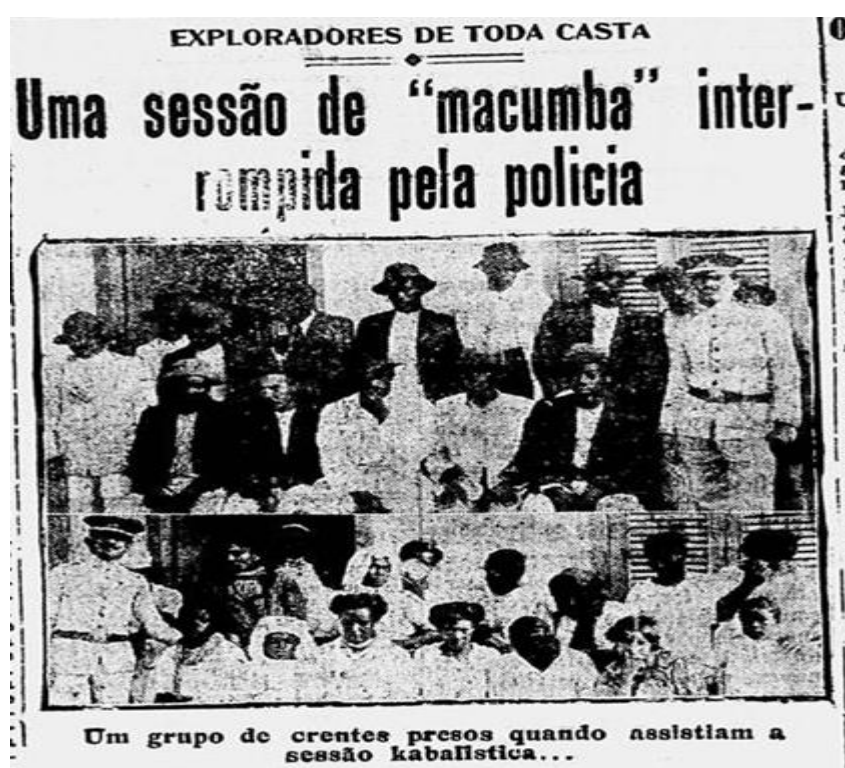 EXPLORADORES DE TODA CASTA
Uma sessão de “macumba” inter-
rompida pela policia
Um grupo de crentes presos quando assistiam a
sessão kabalistica...